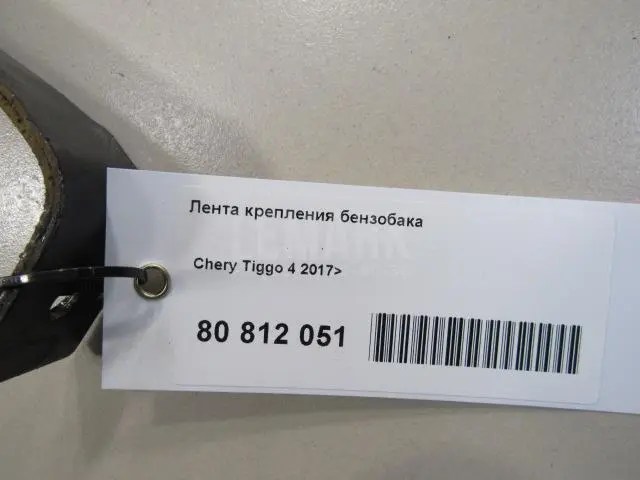 Лента крепления бензобака
Chery Tiggo 4 2017>
80 812 051